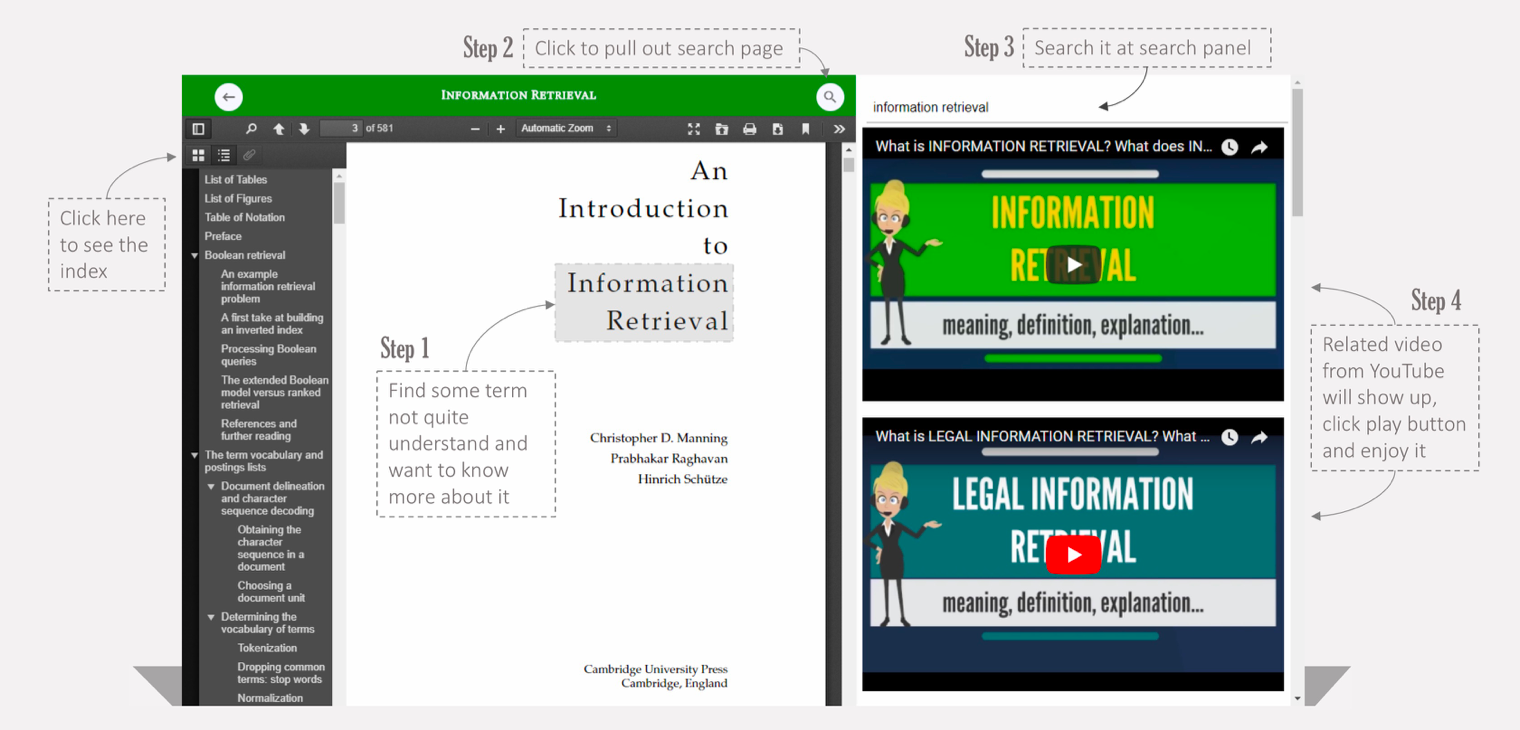 Step 2
Click to pull out search page
Step 3
Search it at search panel
INFORMATION RETRIEVAL
information retrieval
3 of 581
Automatic Zoom
Click here
to see the
index
List of Tables
List of Figures
Table of Notation
Preface
Boolean retrieval
An example
information retrieval
problem
A first take at building
an inverted index
Processing Boolean
queries
The extended Boolean
model versus ranked
retrieval
References and
further reading
The term vocabulary and
postings lists
Document delineation
and character
sequence decoding
Obtaining the
character
sequence in a
document
Choosing a
document unit
Determining the
vocabulary of terms
Tokenization
Dropping common
terms: stop words
Normalization
An
Introduction
to
Information
Retrieval
Step 1
Find some term
not quite
understand and
want to know
more about it
Christopher D. Manning
Prabhakar Raghavan
Hinrich Schütze
Cambridge University Press
Cambridge, England
What is INFORMATION RETRIEVAL? What does IN...
INFORMATION
RETRIEVAL
meaning, definition, explanation...
What is LEGAL INFORMATION RETRIEVAL? What ...
LEGAL INFORMATION
RETRIEVAL
meaning, definition, explanation...
Step 4
Related video
from YouTube
will show up,
click play button
and enjoy it